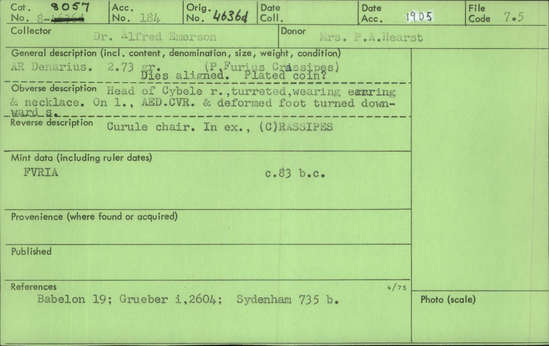 Cat. No. 8057
Acc. No. 184
Orig. No. 4636d
Date Coll.
Date Acc. 1905
File Code 7.5
Collector Dr. Alfred Emerson
Donor Mrs. P.A.Hearst
General description (incl. content, denomination, size, weight, condition)
AR Denarius. 2.73 gr. (P.Furius Crassipes)
Dies aligned. Plated coin?
Obverse description Head of Cybele r.,turreted,wearing earring
& necklace. On l., AED.CVR. & deformed foot turned down-
wards.
Reverse description Curule chair. In ex., (C)RASSIPES
Mint data (including ruler dates)
FVRIA c.83 b.c.
Provenience (where found or acquired)
Published
References 4/75
Babelon 19; Grueber i,2604; Sydenham 735 b.
Photo (scale)